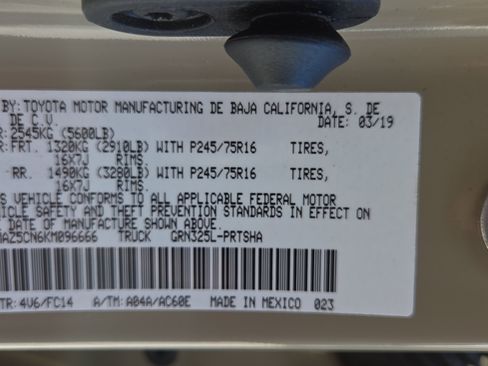 BY: TOYOTA MOTOR MANUFACTURING DE BAJA CALIFORNIA, S. DE
DE C.V. DATE: 03/19
R: 2545KG (5600LB)
R: FRT. 1320KG (2910LB) WITH P245/75R16 TIRES,
16X7J RIMS.
RR. 1490KG (3280LB) WITH P245/75R16 TIRES,
16X7J RIMS.
S VEHICLE CONFORMS TO ALL APPLICABLE FEDERAL MOTOR
HICLE SAFETY AND THEFT PREVENTION STANDARDS IN EFFECT ON
DATE OF MANUFACTURE SHOWN ABOVE.
AZ5CN6KM096666 TRUCK GRN325L-PRTSHA
TR: 4V6/FC14 A/TM: A04A/AC60E MADE IN MEXICO 023